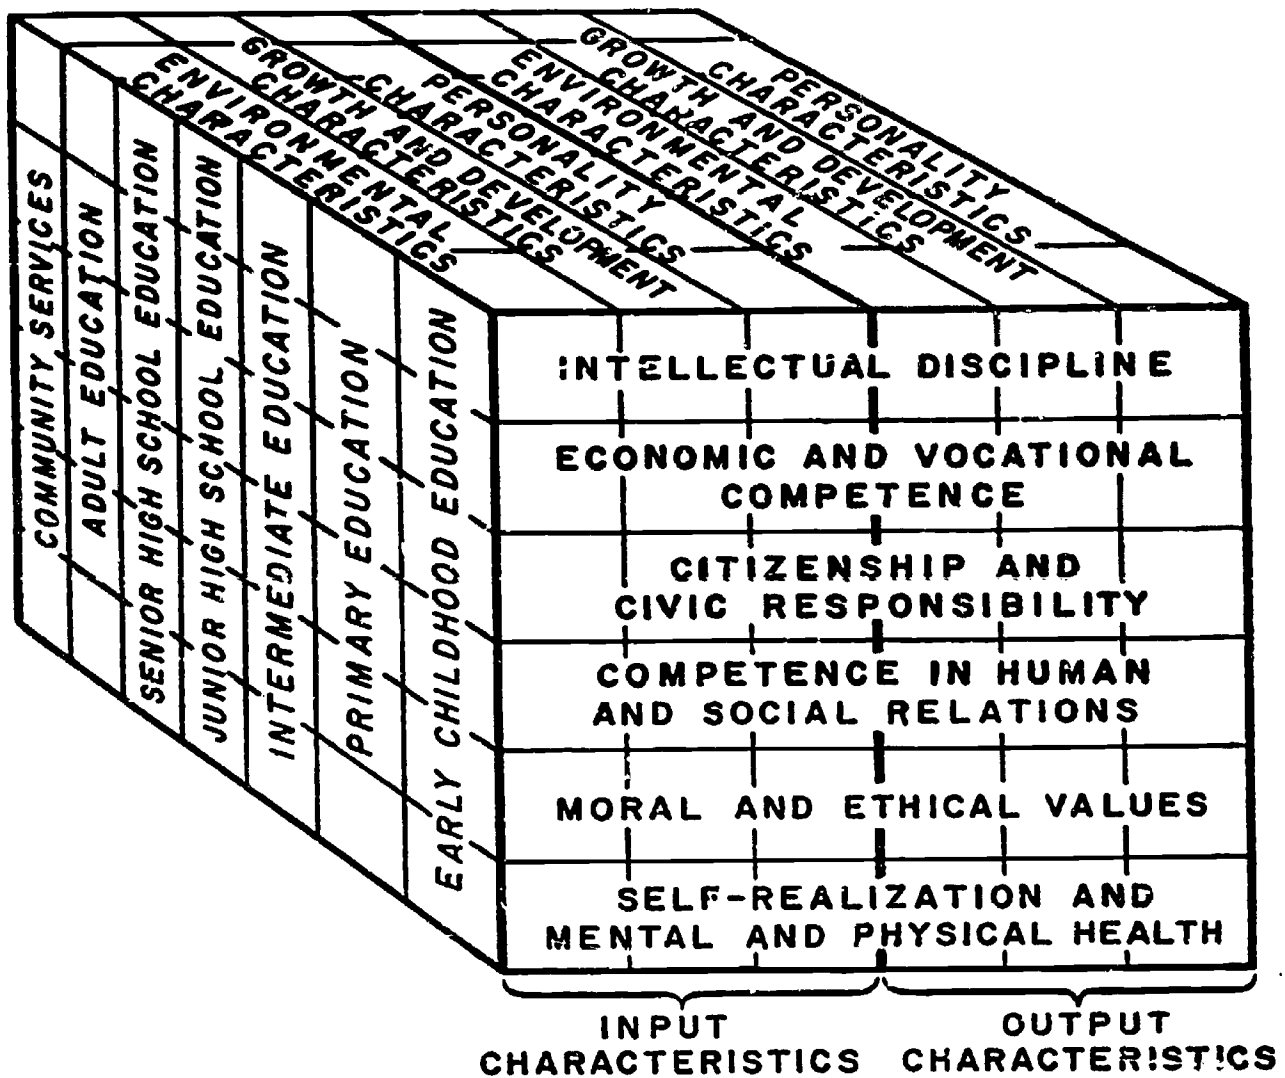 ENVIRONMENTAL
CHARACTERISTICS
GROWTH AND DEVELOPMENT
CHARACTERISTICS
PERSONALITY
CHARACTERISTICS
ENVIRONMENTAL
CHARACTERISTICS
GROWTH AND DEVELOPMENT
CHARACTERISTICS
PERSONALITY
CHARACTERISTICS
COMMUNITY SERVICES
ADULT EDUCATION
SENIOR HIGH SCHOOL EDUCATION
JUNIOR HIGH SCHOOL EDUCATION
INTERMEDIATE EDUCATION
PRIMARY EDUCATION
EARLY CHILDHOOD EDUCATION
INTELLECTUAL DISCIPLINE
ECONOMIC AND VOCATIONAL
COMPETENCE
CITIZENSHIP AND
CIVIC RESPONSIBILITY
COMPETENCE IN HUMAN
AND SOCIAL RELATIONS
MORAL AND ETHICAL VALUES
SELF-REALIZATION AND
MENTAL AND PHYSICAL HEALTH
INPUT
CHARACTERISTICS
OUTPUT
CHARACTERISTICS